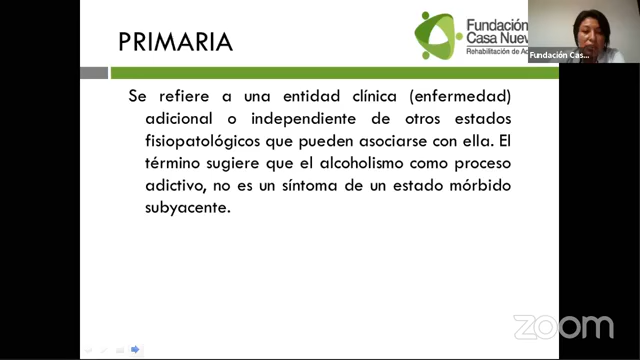 PRIMARIA
Fundación
Casa Nuev
Rehabilitación de Ad
Fundación Cas...
Se refiere a una entidad clínica (enfermedad)
adicional o independiente de otros estados
fisiopatológicos que pueden asociarse con ella. El
término sugiere que el alcoholismo como proceso
adictivo, no es un síntoma de un estado mórbido
subyacente.
zoom